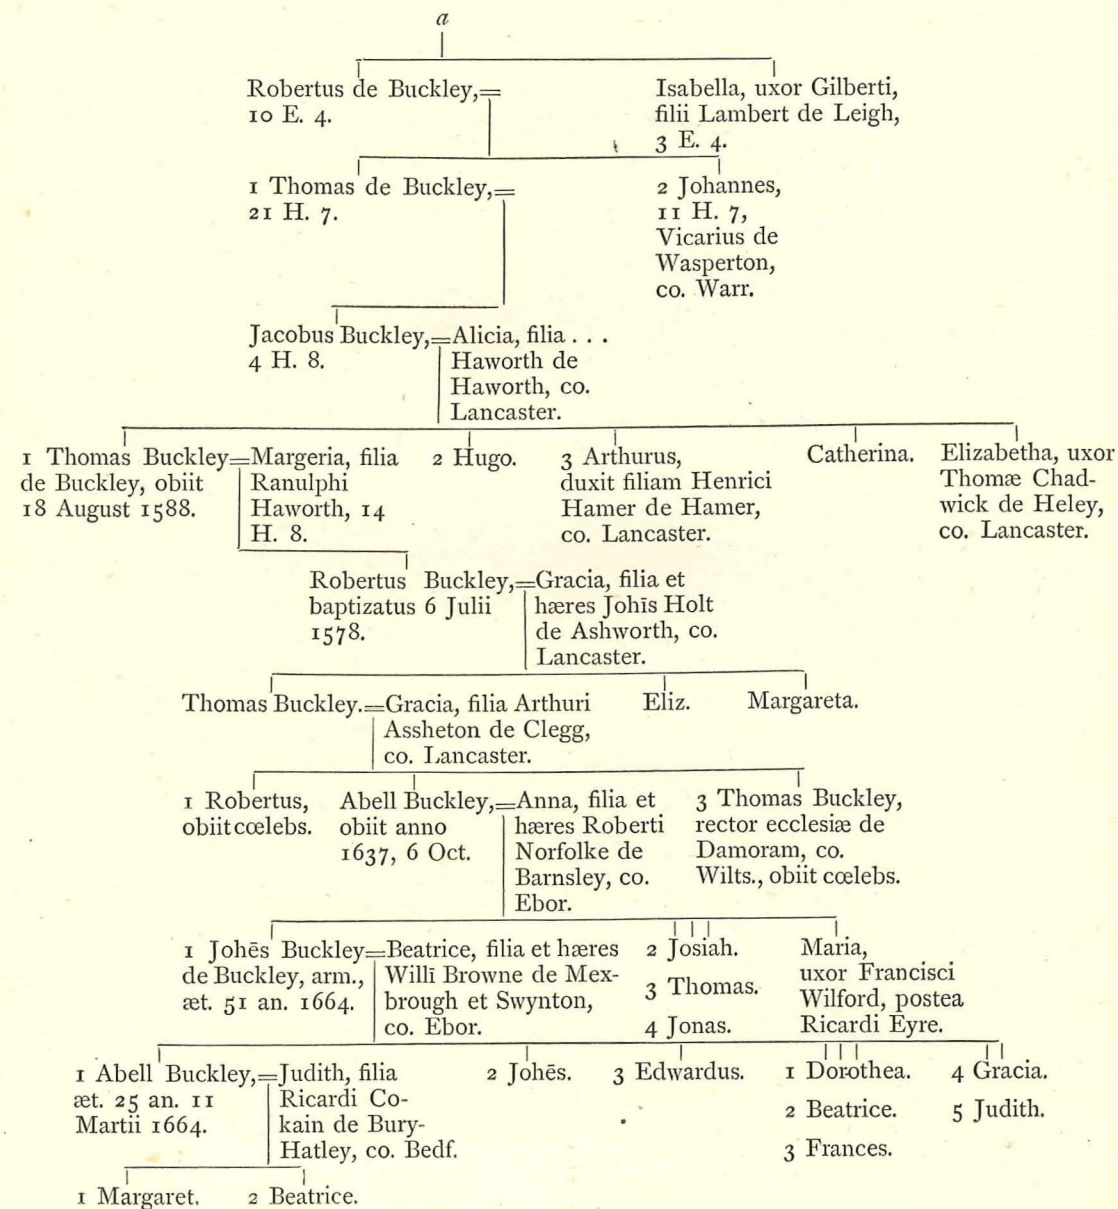 a
Robertus de Buckley,=
10 E. 4.
Isabella, uxor Gilberti,
filii Lambert de Leigh,
3 E. 4.
1 Thomas de Buckley,=
21 H. 7.
2 Johannes,
11 H. 7,
Vicarius de
Wasperton,
co. Warr.
Jacobus Buckley,=Alicia, filia . . .
4 H. 8.
Haworth de
Haworth, co.
Lancaster.
1 Thomas Buckley=Margeria, filia
de Buckley, obiit
18 August 1588.
Ranulphi
Haworth, 14
H. 8.
2 Hugo.
3 Arthurus,
duxit filiam Henrici
Hamer de Hamer,
co. Lancaster.
Catherina.
Elizabetha, uxor
Thomæ Chad-
wick de Heley,
co. Lancaster.
Robertus Buckley,=Gracia, filia et
baptizatus 6 Julii
1578.
hæres Johīs Holt
de Ashworth, co.
Lancaster.
Thomas Buckley.=Gracia, filia Arthuri
Assheton de Clegg,
co. Lancaster.
Eliz.
Margareta.
1 Robertus,
obiit cœlebs.
Abell Buckley,=Anna, filia et
obiit anno
1637, 6 Oct.
hæres Roberti
Norfolke de
Barnsley, co.
Ebor.
3 Thomas Buckley,
rector ecclesiæ de
Damoram, co.
Wilts., obiit cœlebs.
1 Johēs Buckley=Beatrice, filia et hæres
de Buckley, arm.,
æt. 51 an. 1664.
Willī Browne de Mex-
brough et Swynton,
co. Ebor.
2 Josiah.
3 Thomas.
4 Jonas.
Maria,
uxor Francisci
Wilford, postea
Ricardi Eyre.
1 Abell Buckley,=Judith, filia
æt. 25 an. 11
Martii 1664.
Ricardi Co-
kain de Bury-
Hatley, co. Bedf.
2 Johēs.
3 Edwardus.
1 Dorothea.
2 Beatrice.
3 Frances.
4 Gracia.
5 Judith.
1 Margaret.
2 Beatrice.